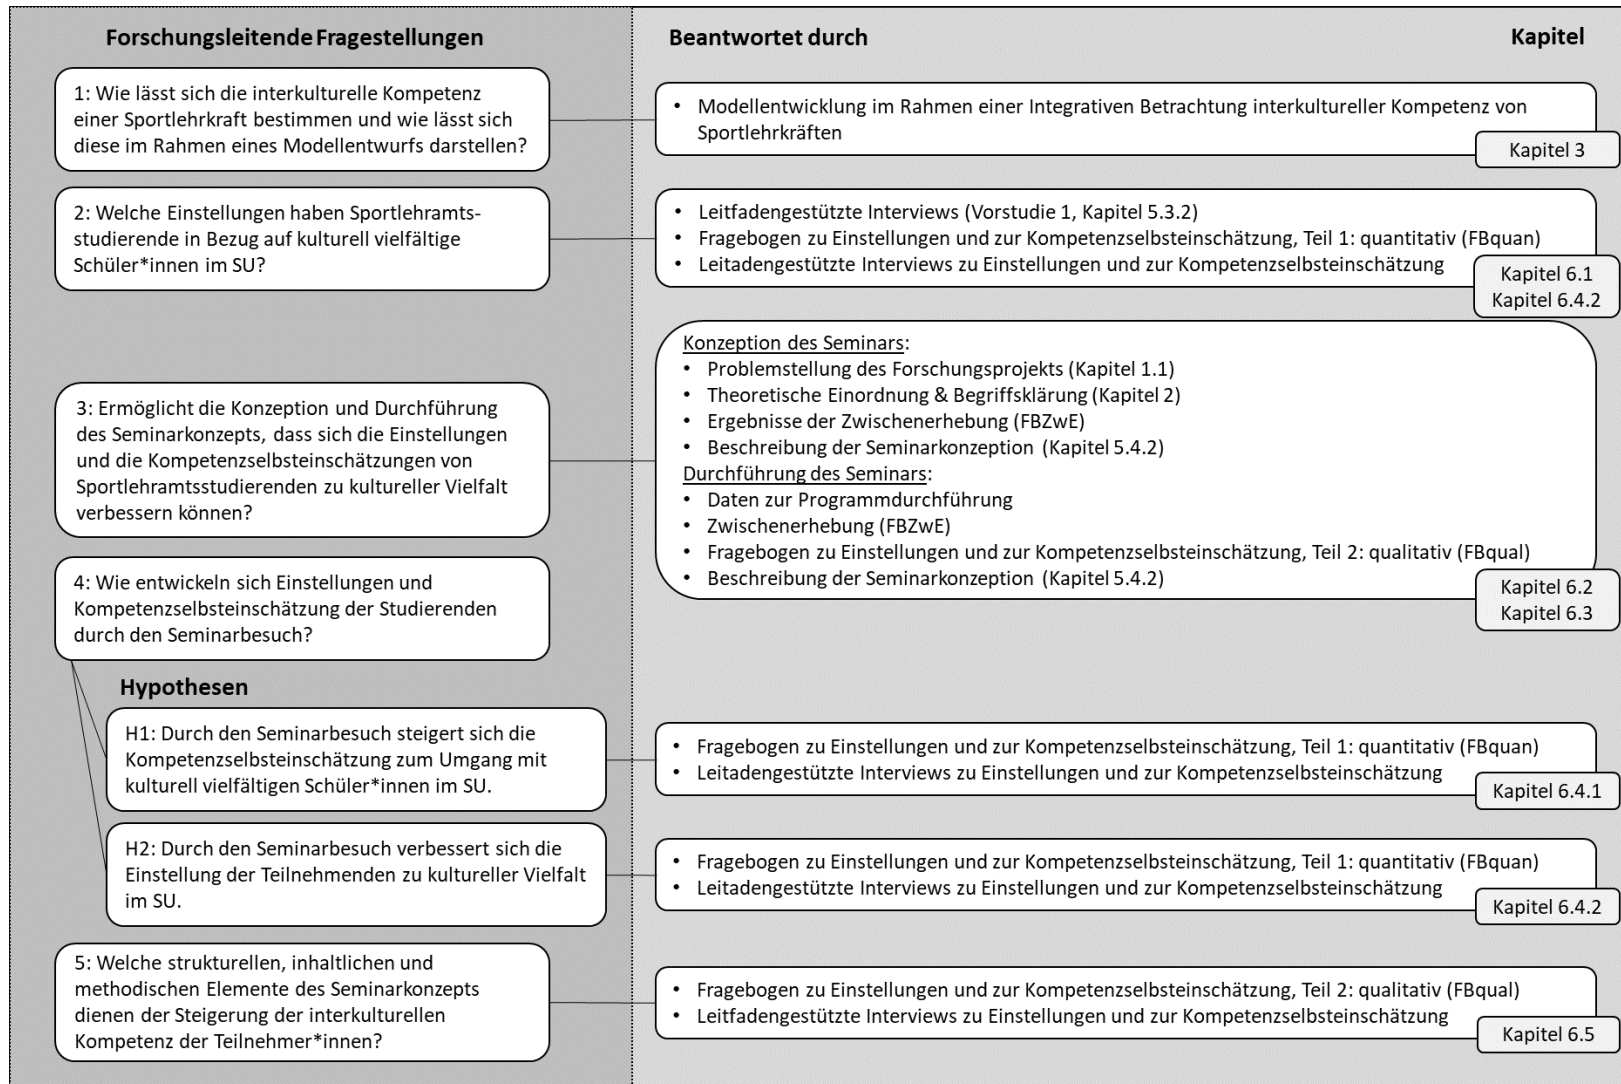 Forschungsleitende Fragestellungen
Beantwortet durch
Kapitel
1: Wie lässt sich die interkulturelle Kompetenz
einer Sportlehrkraft bestimmen und wie lässt sich
diese im Rahmen eines Modellentwurfs darstellen?
• Modellentwicklung im Rahmen einer Integrativen Betrachtung interkultureller Kompetenz von
Sportlehrkräften
Kapitel 3
2: Welche Einstellungen haben Sportlehramts-
studierende in Bezug auf kulturell vielfältige
Schüler*innen im SU?
• Leitfadengestützte Interviews (Vorstudie 1, Kapitel 5.3.2)
• Fragebogen zu Einstellungen und zur Kompetenzselbsteinschätzung, Teil 1: quantitativ (FBquan)
• Leitadengestützte Interviews zu Einstellungen und zur Kompetenzselbsteinschätzung
Kapitel 6.1
Kapitel 6.4.2
3: Ermöglicht die Konzeption und Durchführung
des Seminarkonzepts, dass sich die Einstellungen
und die Kompetenzselbsteinschätzungen von
Sportlehramtsstudierenden zu kultureller Vielfalt
verbessern können?
Konzeption des Seminars:
• Problemstellung des Forschungsprojekts (Kapitel 1.1)
• Theoretische Einordnung & Begriffsklärung (Kapitel 2)
• Ergebnisse der Zwischenerhebung (FBZwE)
• Beschreibung der Seminarkonzeption (Kapitel 5.4.2)
Durchführung des Seminars:
• Daten zur Programmdurchführung
• Zwischenerhebung (FBZwE)
• Fragebogen zu Einstellungen und zur Kompetenzselbsteinschätzung, Teil 2: qualitativ (FBqual)
• Beschreibung der Seminarkonzeption (Kapitel 5.4.2)
Kapitel 6.2
Kapitel 6.3
4: Wie entwickeln sich Einstellungen und
Kompetenzselbsteinschätzung der Studierenden
durch den Seminarbesuch?
Hypothesen
H1: Durch den Seminarbesuch steigert sich die
Kompetenzselbsteinschätzung zum Umgang mit
kulturell vielfältigen Schüler*innen im SU.
• Fragebogen zu Einstellungen und zur Kompetenzselbsteinschätzung, Teil 1: quantitativ (FBquan)
• Leitadengestützte Interviews zu Einstellungen und zur Kompetenzselbsteinschätzung
Kapitel 6.4.1
H2: Durch den Seminarbesuch verbessert sich die
Einstellung der Teilnehmenden zu kultureller Vielfalt
im SU.
• Fragebogen zu Einstellungen und zur Kompetenzselbsteinschätzung, Teil 1: quantitativ (FBquan)
• Leitadengestützte Interviews zu Einstellungen und zur Kompetenzselbsteinschätzung
Kapitel 6.4.2
5: Welche strukturellen, inhaltlichen und
methodischen Elemente des Seminarkonzepts
dienen der Steigerung der interkulturellen
Kompetenz der Teilnehmer*innen?
• Fragebogen zu Einstellungen und zur Kompetenzselbsteinschätzung, Teil 2: qualitativ (FBqual)
• Leitfadengestützte Interviews zu Einstellungen und zur Kompetenzselbsteinschätzung
Kapitel 6.5